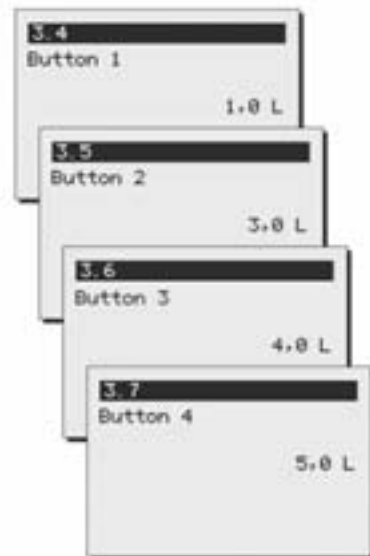 3.4
Button 1
1,0 L
3.5
Button 2
3,0 L
3.6
Button 3
4,0 L
3.7
Button 4
5,0 L